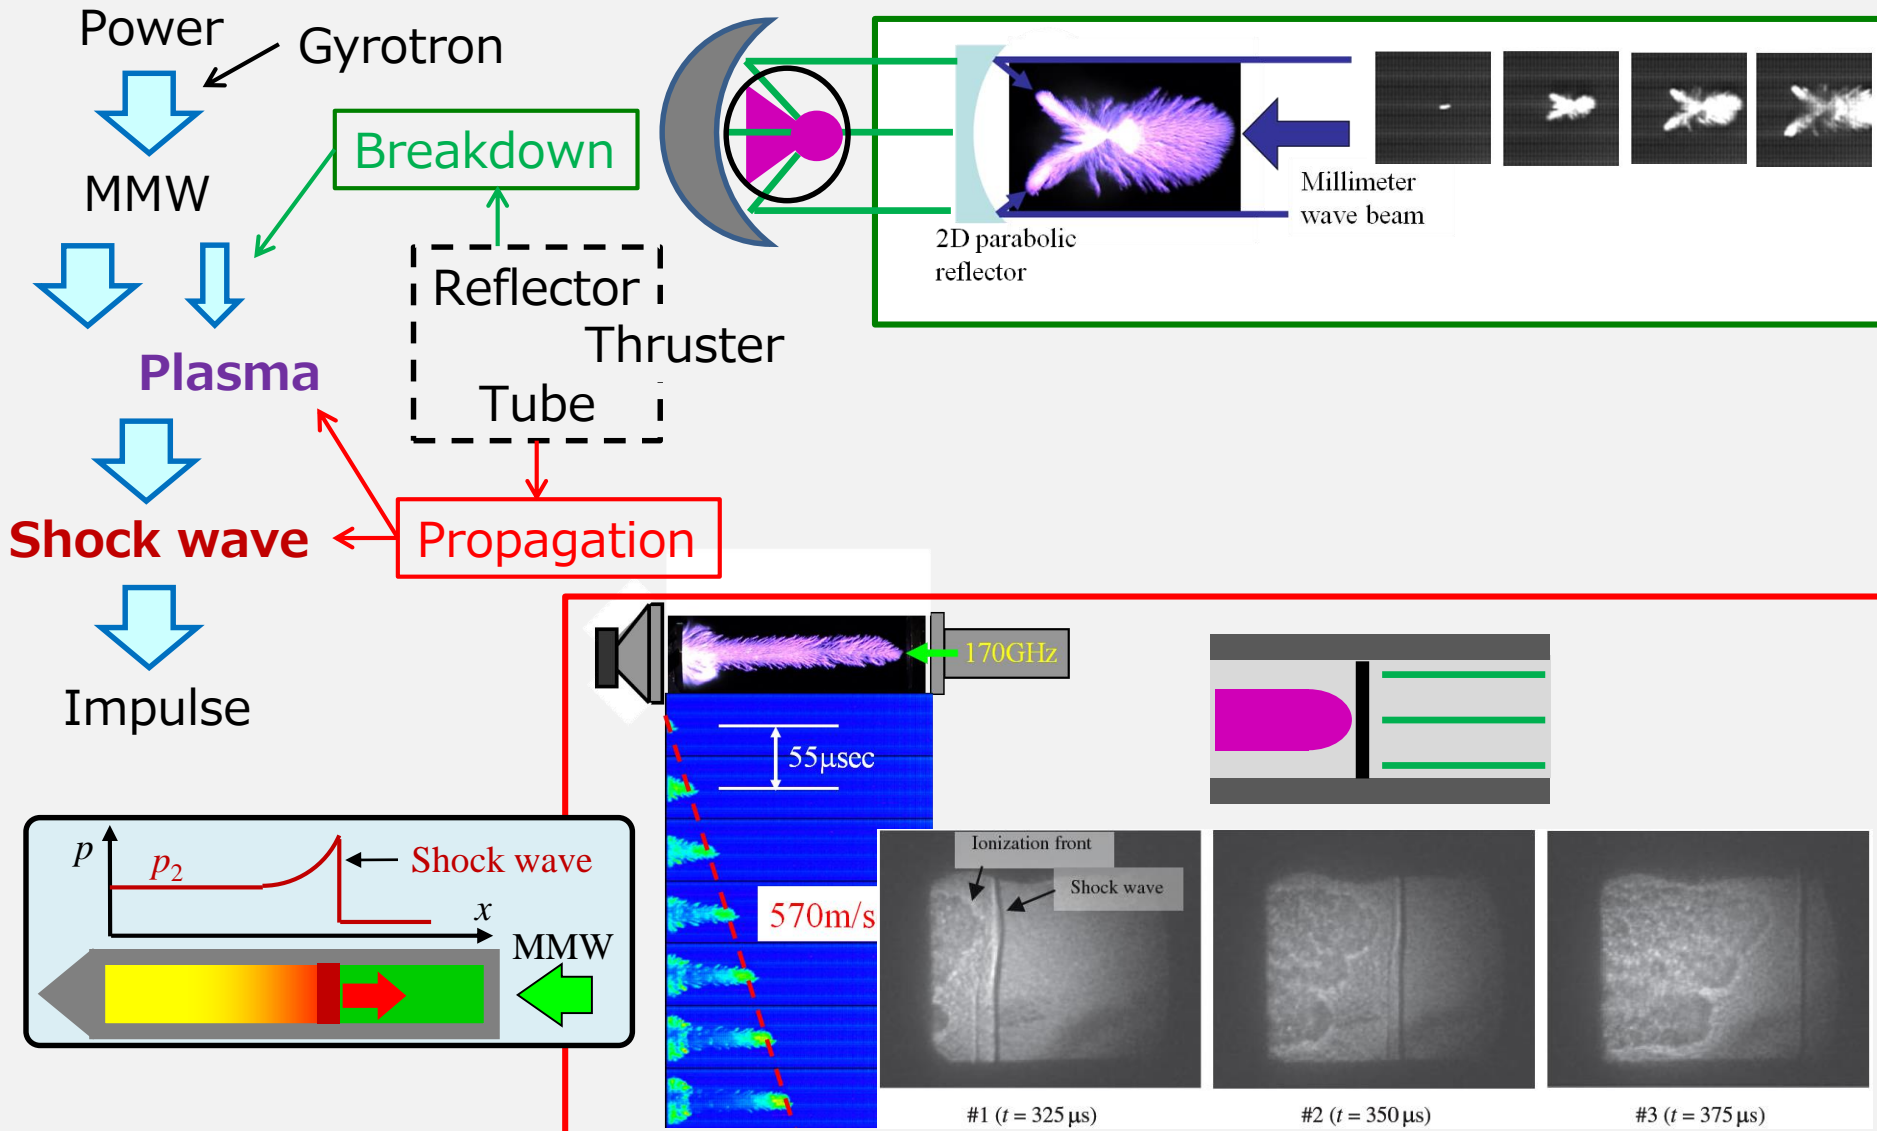 Power
Gyrotron
MMW
Breakdown
Reflector
Thruster
Tube
Plasma
Shock wave
Propagation
Impulse
2D parabolic
reflector
Millimeter
wave beam
170GHz
55μsec
570m/s
p
p2
Shock wave
x
MMW
Ionization front
Shock wave
#1 (t = 325 μs)
#2 (t = 350 μs)
#3 (t = 375 μs)